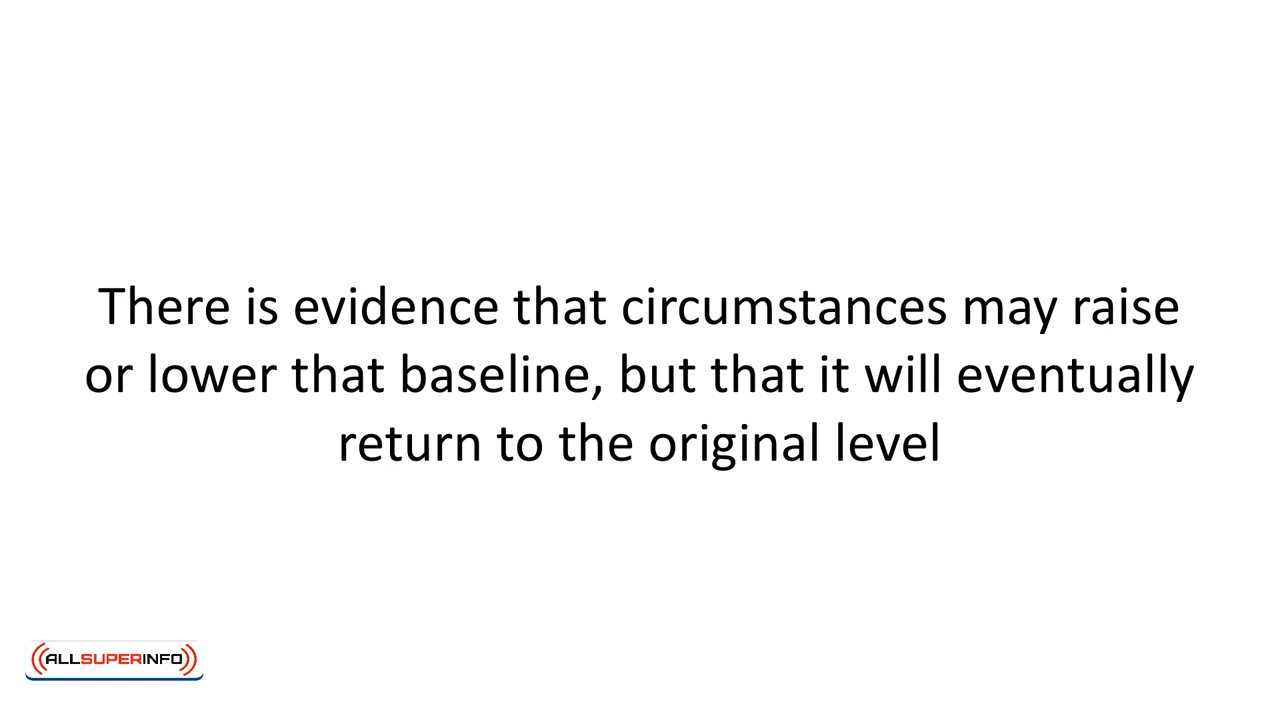 There is evidence that circumstances may raise
or lower that baseline, but that it will eventually
return to the original level
ALLSUPERINFO